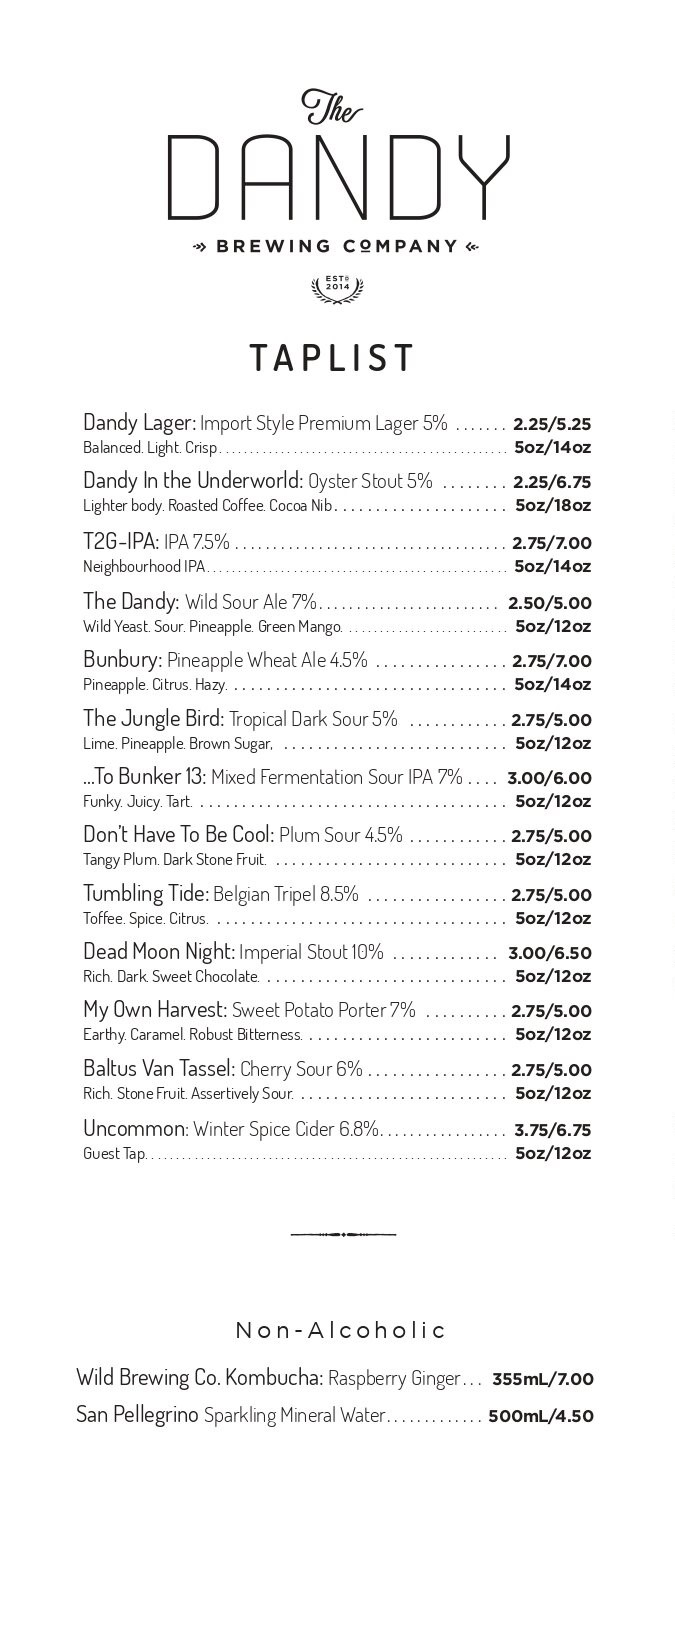 The
DANDY
BREWING COMPANY
ESTD
2014
TAPLIST
Dandy Lager: Import Style Premium Lager 5% ....... 2.25/5.25
Balanced. Light. Crisp................................................ 5oz/14oz
Dandy In the Underworld: Oyster Stout 5% ........ 2.25/6.75
Lighter body. Roasted Coffee. Cocoa Nib.................. 5oz/18oz
T2G-IPA: IPA 7.5% .................................... 2.75/7.00
Neighbourhood IPA.................................................. 5oz/14oz
The Dandy: Wild Sour Ale 7%....................... 2.50/5.00
Wild Yeast. Sour. Pineapple. Green Mango. ........................... 5oz/12oz
Bunbury: Pineapple Wheat Ale 4.5% ................ 2.75/7.00
Pineapple. Citrus. Hazy. ........................... 5oz/14oz
The Jungle Bird: Tropical Dark Sour 5% ............ 2.75/5.00
Lime. Pineapple. Brown Sugar, ...................... 5oz/12oz
...To Bunker 13: Mixed Fermentation Sour IPA 7% .... 3.00/6.00
Funky. Juicy. Tart. .............................. 5oz/12oz
Don't Have To Be Cool: Plum Sour 4.5% ............ 2.75/5.00
Tangy Plum. Dark Stone Fruit. ....................... 5oz/12oz
Tumbling Tide: Belgian Tripel 8.5% ................. 2.75/5.00
Toffee. Spice. Citrus. ............................ 5oz/12oz
Dead Moon Night: Imperial Stout 10% ............. 3.00/6.50
Rich. Dark. Sweet Chocolate. ........................ 5oz/12oz
My Own Harvest: Sweet Potato Porter 7% .......... 2.75/5.00
Earthy. Caramel. Robust Bitterness. .................... 5oz/12oz
Baltus Van Tassel: Cherry Sour 6% ................. 2.75/5.00
Rich. Stone Fruit. Assertively Sour. .................... 5oz/12oz
Uncommon: Winter Spice Cider 6.8%................ 3.75/6.75
Guest Tap............................................................ 5oz/12oz
Non-Alcoholic
Wild Brewing Co. Kombucha: Raspberry Ginger... 355mL/7.00
San Pellegrino Sparkling Mineral Water............. 500mL/4.50